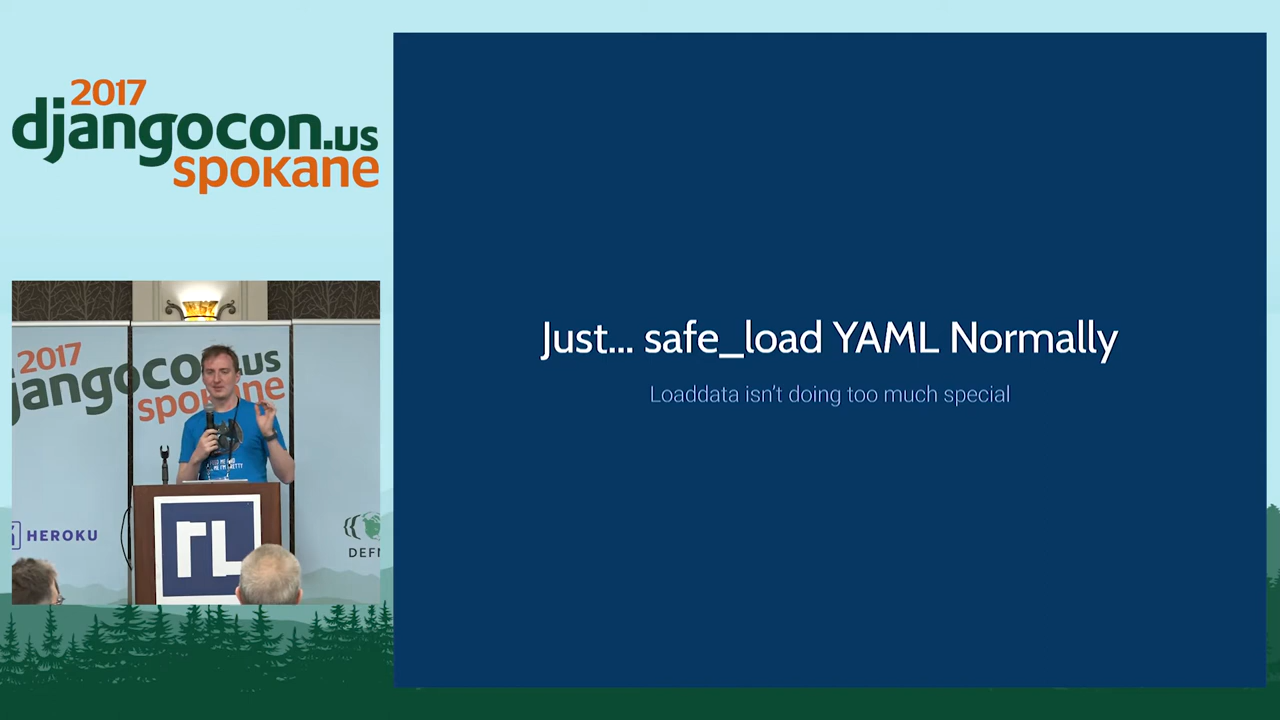 2017
djangocon.us
spokane
Just... safe_load YAML Normally
Loaddata isn't doing too much special
2017
djangocon.us
spokane
HEROKU
TL